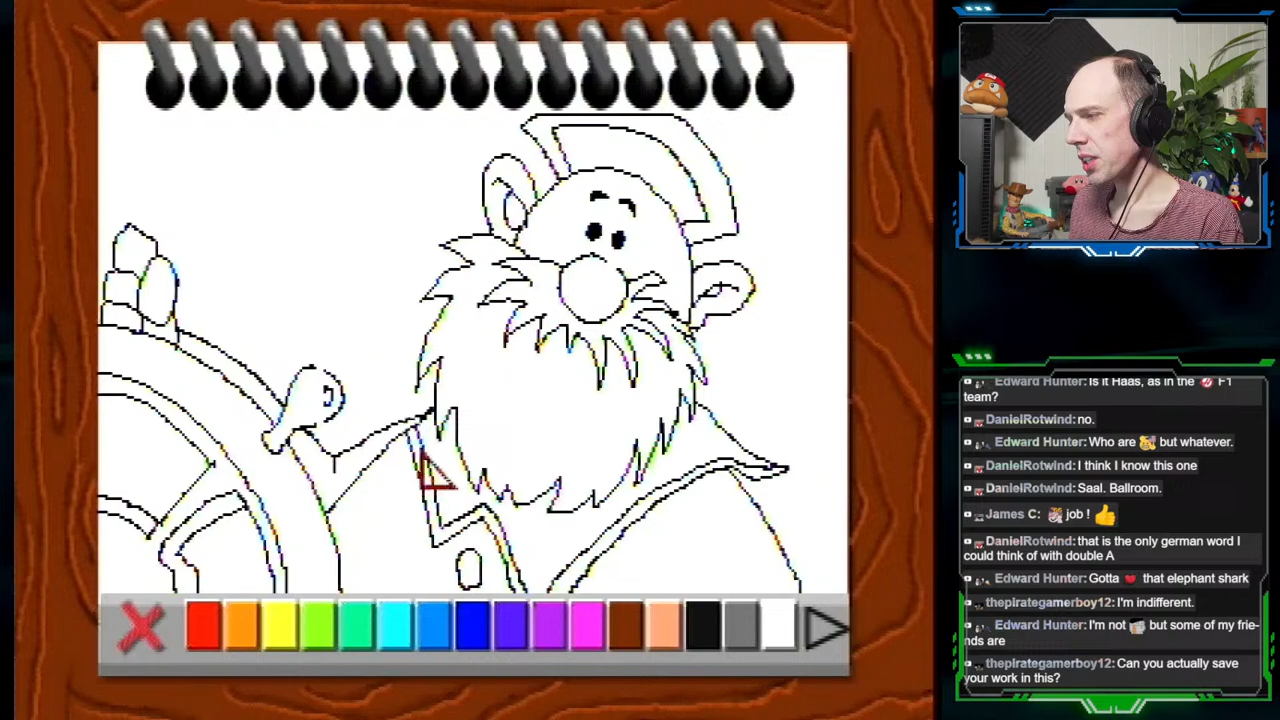 Edward Hunter: Is it Haas, as in the 🚫 F1
team?
DanielRotwind: no.
Edward Hunter: Who are 🥰 but whatever.
DanielRotwind: I think I know this one
DanielRotwind: Saal. Ballroom.
James C: job ! 👍
DanielRotwind: that is the only german word I
could think of with double A
Edward Hunter: Gotta ❤️ that elephant shark
thepirategamerboy12: I'm indifferent.
Edward Hunter: I'm not but some of my frie-
nds are
thepirategamerboy12: Can you actually save
your work in this?